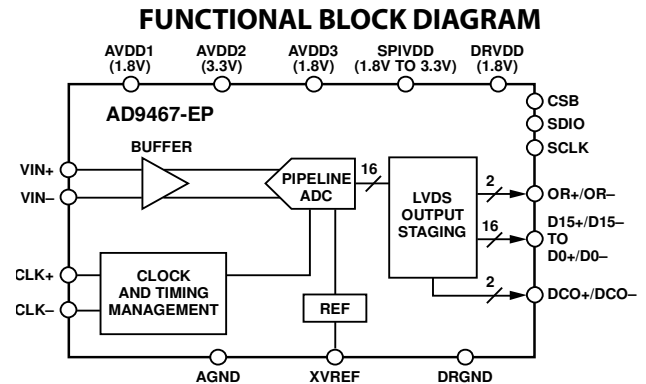 FUNCTIONAL BLOCK DIAGRAM
AVDD1
(1.8V)
AVDD2
(3.3V)
AVDD3
(1.8V)
SPIVDD
(1.8V TO 3.3V)
DRVDD
(1.8V)
AD9467-EP
CSB
SDIO
SCLK
BUFFER
VIN+
VIN–
PIPELINE
ADC
16
LVDS
OUTPUT
STAGING
2
OR+/OR–
16
D15+/D15–
TO
D0+/D0–
2
DCO+/DCO–
CLK+
CLK–
CLOCK
AND TIMING
MANAGEMENT
REF
AGND
XVREF
DRGND